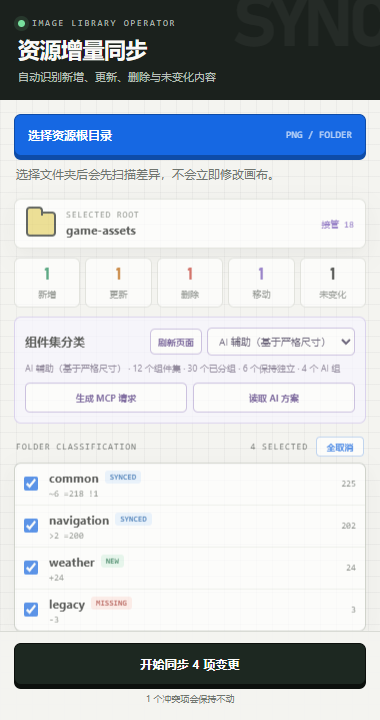 SYNC
IMAGE LIBRARY OPERATOR
资源增量同步
自动识别新增、更新、删除与未变化内容
选择资源根目录 PNG / FOLDER
选择文件夹后会先扫描差异，不会立即修改画布。
SELECTED ROOT
game-assets
接管 18
1 1 1 1 1
新增 更新 删除 移动 未变化
组件集分类 刷新页面 AI 辅助（基于严格尺寸）
AI 辅助（基于严格尺寸） · 12 个组件集 · 30 个已分组 · 6 个保持独立 · 4 个 AI 组
生成 MCP 请求 读取 AI 方案
FOLDER CLASSIFICATION 4 SELECTED 全取消
common SYNCED
~6 =218 !1
225
navigation SYNCED
>2 =200
202
weather NEW
+24
24
legacy MISSING
-3
3
开始同步 4 项变更
1 个冲突项会保持不动